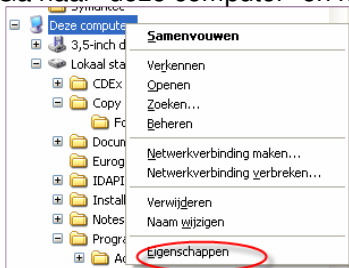 Symantec
Deze computer
3,5-inch d
Lokaal sta
CDEx
Copy
Fo
Docum
Eurog
IDAPI
Install
Notes
Progra
Ac
Samenvouwen
Verkennen
Openen
Zoeken...
Beheren
Netwerkverbinding maken...
Netwerkverbinding verbreken...
Verwijderen
Naam wijzigen
Eigenschappen